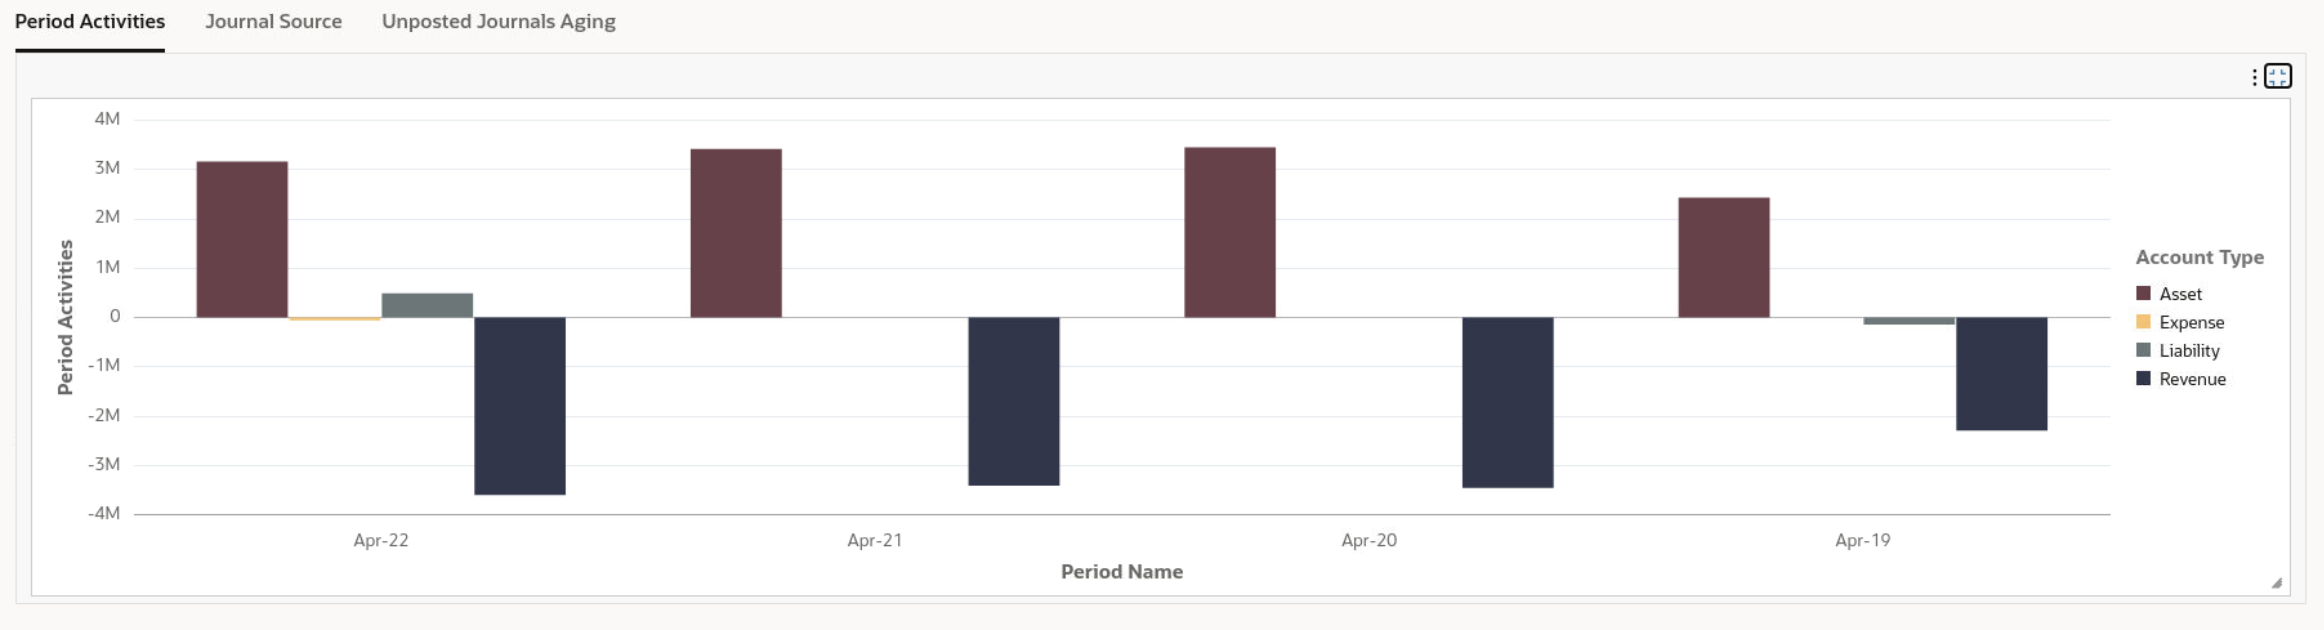 Period Activities Journal Source Unposted Journals Aging
4M
3M
2M
1M
0
-1M
-2M
-3M
-4M
Period Activities
Apr-22 Apr-21 Apr-20 Apr-19
Period Name
Account Type
Asset
Expense
Liability
Revenue